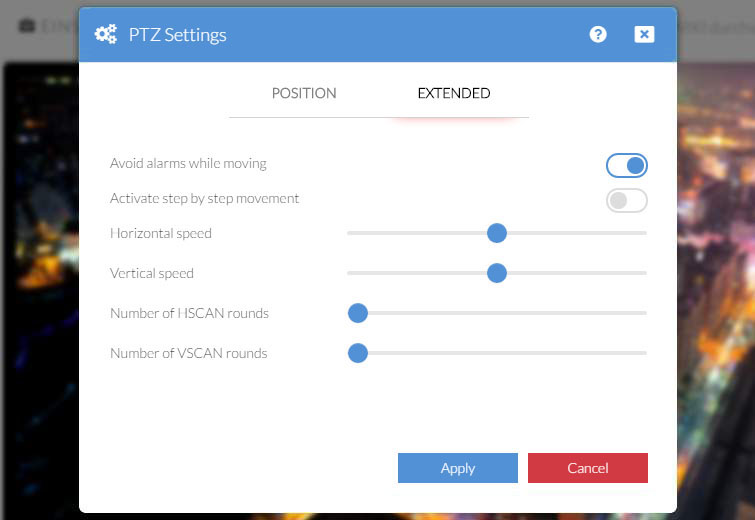 PTZ Settings
POSITION EXTENDED
Avoid alarms while moving
Activate step by step movement
Horizontal speed
Vertical speed
Number of HSCAN rounds
Number of VSCAN rounds
Apply Cancel